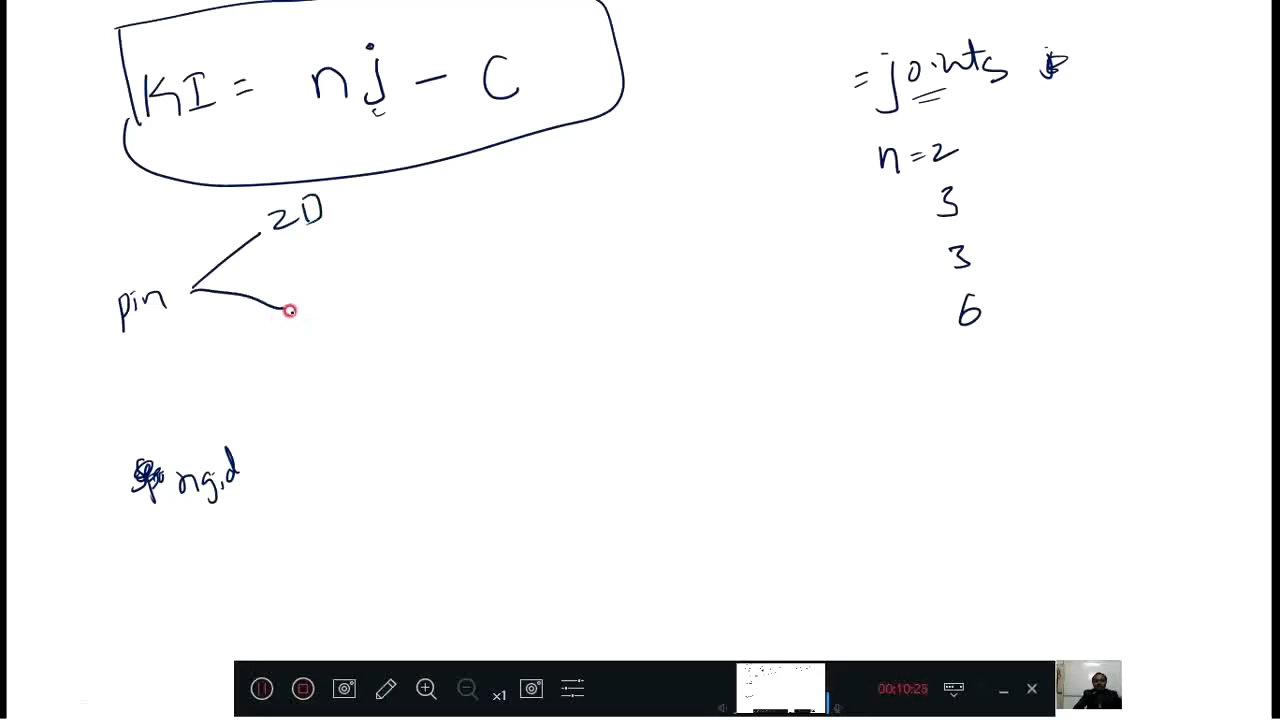 KI = nj - C
= joints
n = 2
3
3
6
2D
pin
rigid
x1
00:10:25